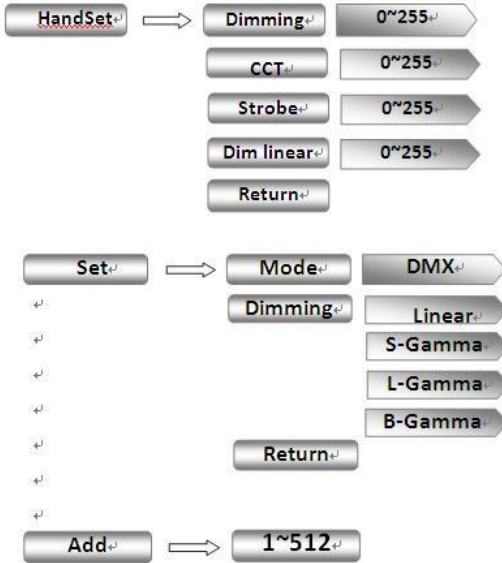 HandSet Dimming 0~255
CCT 0~255
Strobe 0~255
Dim linear 0~255
Return
Set Mode DMX
Dimming Linear
S-Gamma
L-Gamma
B-Gamma
Return
Add 1~512